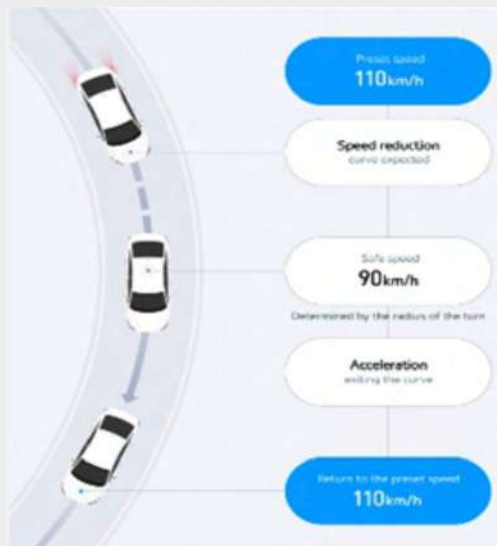 Preset speed
110km/h
Speed reduction
curve expected
Safe speed
90km/h
Determined by the radius of the turn
Acceleration
exiting the curve
Return to the preset speed
110km/h